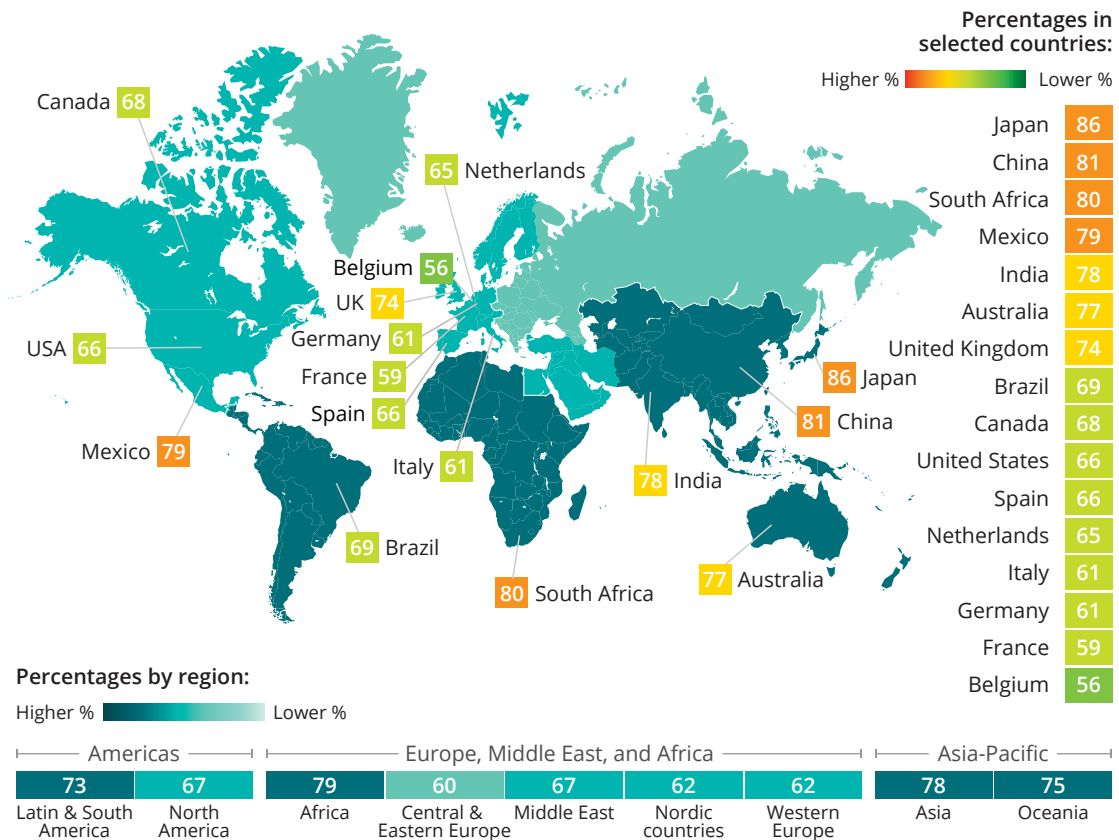 Percentages in
selected countries:
Higher % Lower %
Canada 68
65 Netherlands
Belgium 56
UK 74
Germany 61
USA 66
France 59
Spain 66
Mexico 79
Italy 61
86 Japan
81 China
78 India
69 Brazil
80 South Africa
77 Australia
Japan 86
China 81
South Africa 80
Mexico 79
India 78
Australia 77
United Kingdom 74
Brazil 69
Canada 68
United States 66
Spain 66
Netherlands 65
Italy 61
Germany 61
France 59
Belgium 56
Percentages by region:
Higher % Lower %
Americas
73 67
Latin & South America North America
Europe, Middle East, and Africa
79 60 67 62 62
Africa Central & Eastern Europe Middle East Nordic countries Western Europe
Asia-Pacific
78 75
Asia Oceania